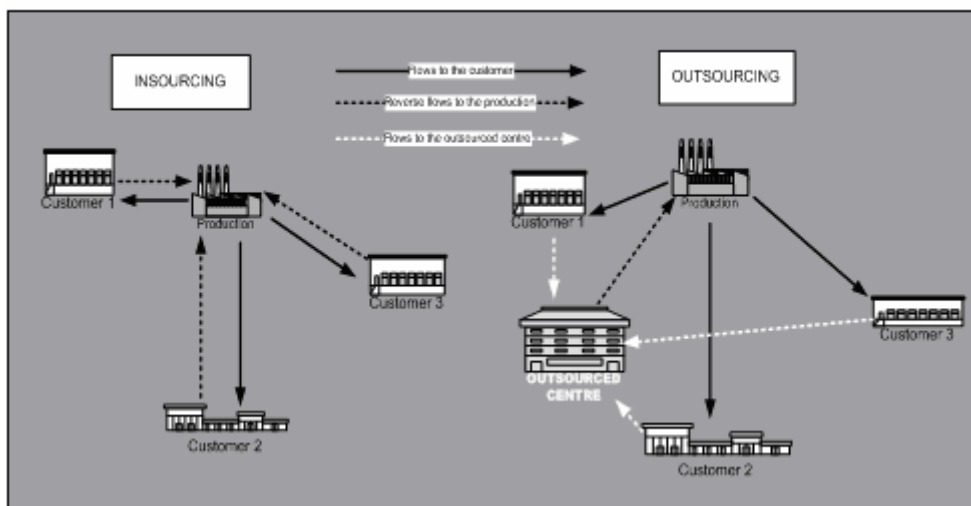 INSOURCING
Flows to the customer
OUTSOURCING
Reverse flows to the production
Flows to the outsourced centre
Customer 1
Production
Customer 3
Customer 2
Customer 1
Production
Customer 3
OUTSOURCED
CENTRE
Customer 2